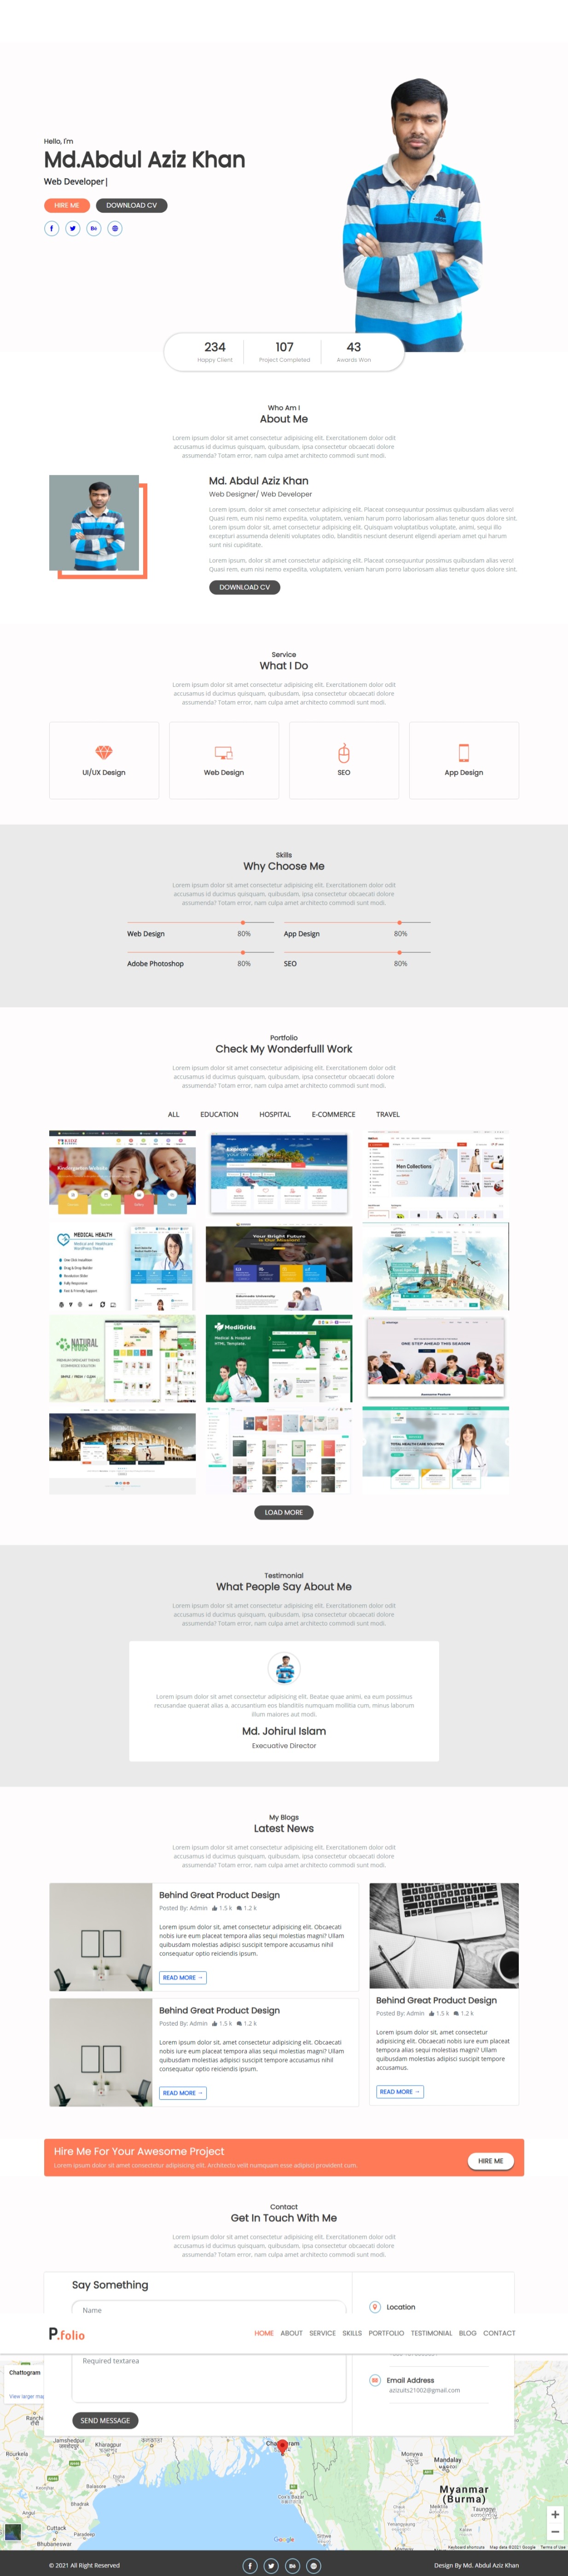 Hello, I'm
Md.Abdul Aziz Khan
Web Developer|
HIRE ME DOWNLOAD CV
234 107 43
Happy Client Project Completed Awards Won
Who Am I
About Me
Lorem ipsum dolor sit amet consectetur adipisicing elit. Exercitationem dolor odit
accusamus id ducimus quisquam, quibusdam, ipsa consectetur obcaecati dolore
assumenda? Totam error, nam culpa amet architecto commodi sunt modi.
Md. Abdul Aziz Khan
Web Designer/ Web Developer
Lorem ipsum, dolor sit amet consectetur adipisicing elit. Placeat consequuntur possimus quibusdam alias vero!
Quasi rem, eum nisi nemo expedita, voluptatem, veniam harum porro laboriosam alias tenetur quos dolore sint.
Lorem ipsum dolor sit amet, consectetur adipisicing elit. Quisquam voluptatibus voluptate, animi, sequi illo
excepturi assumenda deleniti voluptates odio, blanditiis nesciunt deserunt eligendi aperiam amet qui harum
sunt nisi cupiditate.
Lorem ipsum, dolor sit amet consectetur adipisicing elit. Placeat consequuntur possimus quibusdam alias vero!
Quasi rem, eum nisi nemo expedita, voluptatem, veniam harum porro laboriosam alias tenetur quos dolore sint.
DOWNLOAD CV
Service
What I Do
Lorem ipsum dolor sit amet consectetur adipisicing elit. Exercitationem dolor odit
accusamus id ducimus quisquam, quibusdam, ipsa consectetur obcaecati dolore
assumenda? Totam error, nam culpa amet architecto commodi sunt modi.
UI/UX Design Web Design SEO App Design
Skills
Why Choose Me
Lorem ipsum dolor sit amet consectetur adipisicing elit. Exercitationem dolor odit
accusamus id ducimus quisquam, quibusdam, ipsa consectetur obcaecati dolore
assumenda? Totam error, nam culpa amet architecto commodi sunt modi.
Web Design 80% App Design 80%
Adobe Photoshop 80% SEO 80%
Portfolio
Check My Wonderfulll Work
Lorem ipsum dolor sit amet consectetur adipisicing elit. Exercitationem dolor odit
accusamus id ducimus quisquam, quibusdam, ipsa consectetur obcaecati dolore
assumenda? Totam error, nam culpa amet architecto commodi sunt modi.
ALL EDUCATION HOSPITAL E-COMMERCE TRAVEL
Men Collections
MEDICAL HEALTH
Your Bright Future
Is Our Mission
NATURAL
MediGrids
Medical & Hospital
HTML Template.
ONE STEP AHEAD THIS SEASON
TOTAL HEALTH CARE SOLUTION
LOAD MORE
Testimonial
What People Say About Me
Lorem ipsum dolor sit amet consectetur adipisicing elit. Exercitationem dolor odit
accusamus id ducimus quisquam, quibusdam, ipsa consectetur obcaecati dolore
assumenda? Totam error, nam culpa amet architecto commodi sunt modi.
Lorem ipsum dolor sit amet consectetur adipisicing elit. Beatae quae animi, ea eum possimus
recusandae quaerat alias a, accusantium eos blanditiis numquam mollitia cum, minus laborum
illum maiores aut modi.
Md. Johirul Islam
Execuative Director
My Blogs
Latest News
Lorem ipsum dolor sit amet consectetur adipisicing elit. Exercitationem dolor odit
accusamus id ducimus quisquam, quibusdam, ipsa consectetur obcaecati dolore
assumenda? Totam error, nam culpa amet architecto commodi sunt modi.
Behind Great Product Design
Posted By: Admin 1.5 k 1.2 k
Lorem ipsum dolor sit, amet consectetur adipisicing elit. Obcaecati
nobis iure eum placeat tempora alias sequi molestias magni? Ullam
quibusdam molestias adipisci suscipit tempore accusamus nihil
consequatur optio reiciendis ipsum.
READ MORE →
Behind Great Product Design
Posted By: Admin 1.5 k 1.2 k
Lorem ipsum dolor sit, amet consectetur adipisicing elit. Obcaecati
nobis iure eum placeat tempora alias sequi molestias magni? Ullam
quibusdam molestias adipisci suscipit tempore accusamus nihil
consequatur optio reiciendis ipsum.
READ MORE →
Behind Great Product Design
Posted By: Admin 1.5 k 1.2 k
Lorem ipsum dolor sit, amet consectetur
adipisicing elit. Obcaecati nobis iure eum placeat
tempora alias sequi molestias magni? Ullam
quibusdam molestias adipisci suscipit tempore
accusamus.
READ MORE →
Hire Me For Your Awesome Project
Lorem ipsum dolor sit amet consectetur adipisicing elit. Architecto velit numquam esse adipisci provident cum.
HIRE ME
Contact
Get In Touch With Me
Lorem ipsum dolor sit amet consectetur adipisicing elit. Exercitationem dolor odit
accusamus id ducimus quisquam, quibusdam, ipsa consectetur obcaecati dolore
assumenda? Totam error, nam culpa amet architecto commodi sunt modi.
Say Something
Name
Location
P.folio
HOME ABOUT SERVICE SKILLS PORTFOLIO TESTIMONIAL BLOG CONTACT
Required textarea
Email Address
azizults21002@gmail.com
SEND MESSAGE
Chattogram
View larger map
Ranchi
Jamshedpur
Kharagpur
Rourkela
Balasore
Bhadrak
Angul
Cuttack
Paradeep
Bhubaneswar
Cox's Bazar
Sittwe
Monywa
Mandalay
Myanmar
(Burma)
Meiktila
Taunggyi
Google
Keyboard shortcuts Map data ©2021 Google Terms of Use
© 2021 All Right Reserved
Design By Md. Abdul Aziz Khan